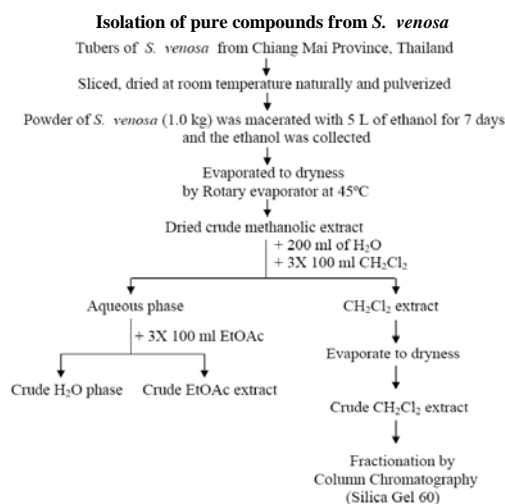 Isolation of pure compounds from S. venosa
Tubers of S. venosa from Chiang Mai Province, Thailand
Sliced, dried at room temperature naturally and pulverized
Powder of S. venosa (1.0 kg) was macerated with 5 L of ethanol for 7 days
and the ethanol was collected
Evaporated to dryness
by Rotary evaporator at 45ºC
Dried crude methanolic extract
+ 200 ml of H₂O
+ 3X 100 ml CH₂Cl₂
Aqueous phase
CH₂Cl₂ extract
+ 3X 100 ml EtOAc
Evaporate to dryness
Crude H₂O phase
Crude EtOAc extract
Crude CH₂Cl₂ extract
Fractionation by
Column Chromatography
(Silica Gel 60)